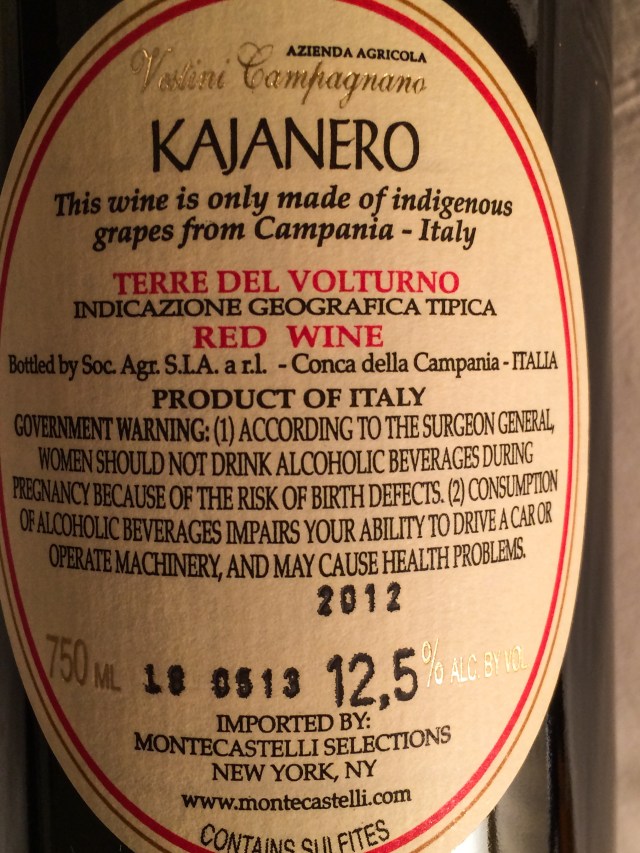 AZIENDA AGRICOLA
Vestini Campagnano
KAJANERO
This wine is only made of indigenous
grapes from Campania - Italy
TERRE DEL VOLTURNO
INDICAZIONE GEOGRAFICA TIPICA
RED WINE
Bottled by Soc. Agr. S.I.A. a r.l. - Conca della Campania - ITALIA
PRODUCT OF ITALY
GOVERNMENT WARNING: (1) ACCORDING TO THE SURGEON GENERAL,
WOMEN SHOULD NOT DRINK ALCOHOLIC BEVERAGES DURING
PREGNANCY BECAUSE OF THE RISK OF BIRTH DEFECTS. (2) CONSUMPTION
OF ALCOHOLIC BEVERAGES IMPAIRS YOUR ABILITY TO DRIVE A CAR OR
OPERATE MACHINERY, AND MAY CAUSE HEALTH PROBLEMS.
2012
750 ML 12,5 % ALC. BY VOL.
IMPORTED BY:
MONTECASTELLI SELECTIONS
NEW YORK, NY
www.montecastelli.com
CONTAINS SULFITES